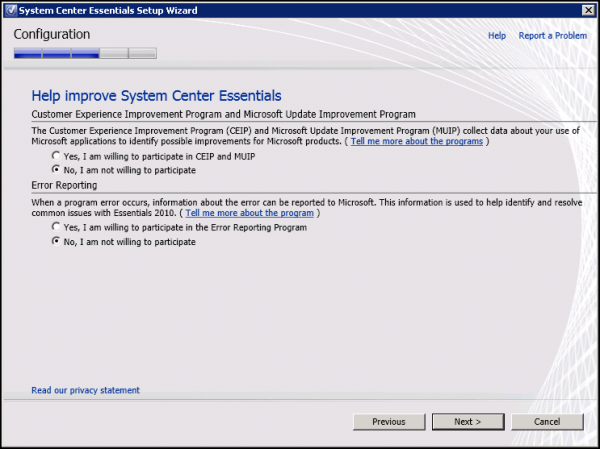 System Center Essentials Setup Wizard
Configuration
Help Report a Problem
Help improve System Center Essentials
Customer Experience Improvement Program and Microsoft Update Improvement Program
The Customer Experience Improvement Program (CEIP) and Microsoft Update Improvement Program (MUIP) collect data about your use of
Microsoft applications to identify possible improvements for Microsoft products. ( Tell me more about the programs )
Yes, I am willing to participate in CEIP and MUIP
No, I am not willing to participate
Error Reporting
When a program error occurs, information about the error can be reported to Microsoft. This information is used to help identify and resolve
common issues with Essentials 2010. ( Tell me more about the program )
Yes, I am willing to participate in the Error Reporting Program
No, I am not willing to participate
Read our privacy statement
Previous Next > Cancel